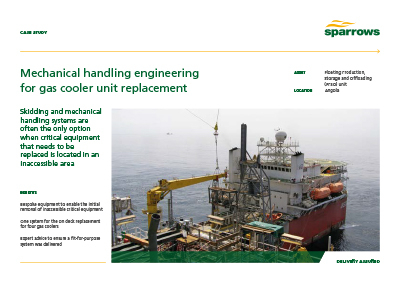 CASE STUDY
sparrows
Mechanical handling engineering
for gas cooler unit replacement
ASSET
Floating production,
storage and offloading
(FPSO) unit
LOCATION
Angola
Skidding and mechanical
handling systems are
often the only option
when critical equipment
that needs to be
replaced is located in an
inaccessible area
BENEFITS
Bespoke equipment to enable the initial
removal of inaccessible critical equipment
One system for the on deck replacement
for four gas coolers
Expert advice to ensure a fit-for-purpose
system was delivered
DELIVERY ASSURED